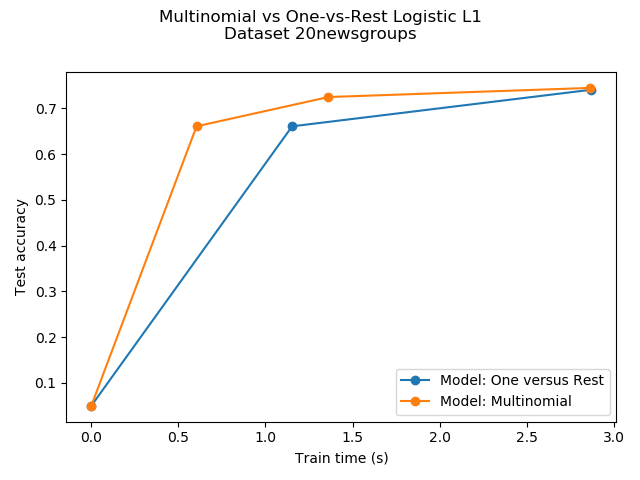 Multinomial vs One-vs-Rest Logistic L1
Dataset 20newsgroups
0.7
0.6
0.5
0.4
0.3
0.2
0.1
Test accuracy
Model: One versus Rest
Model: Multinomial
0.0 0.5 1.0 1.5 2.0 2.5 3.0
Train time (s)